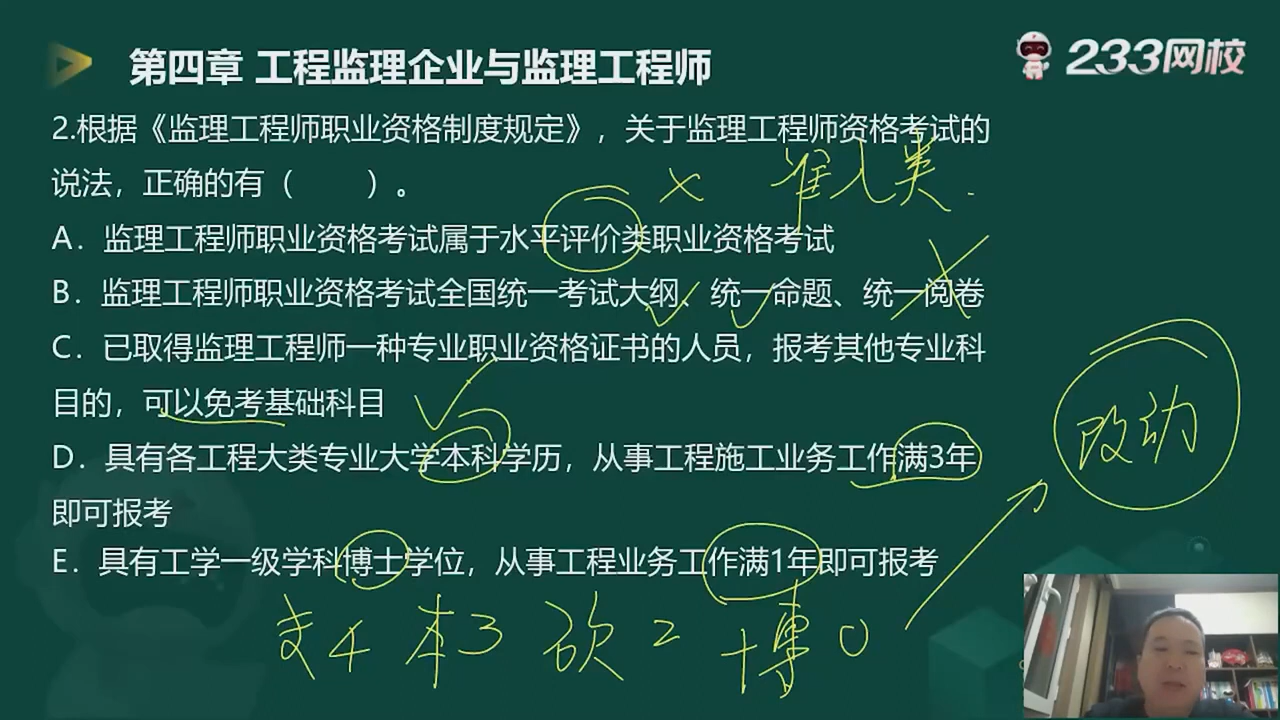 第四章 工程监理企业与监理工程师
233网校
2.根据《监理工程师职业资格制度规定》，关于监理工程师资格考试的
说法，正确的有（　　）。
准入类
A．监理工程师职业资格考试属于水平评价类职业资格考试
B．监理工程师职业资格考试全国统一考试大纲、统一命题、统一阅卷
C．已取得监理工程师一种专业职业资格证书的人员，报考其他专业科
目的，可以免考基础科目
改动
D．具有各工程大类专业大学本科学历，从事工程施工业务工作满3年
即可报考
E．具有工学一级学科博士学位，从事工程业务工作满1年即可报考
本3 2 博0